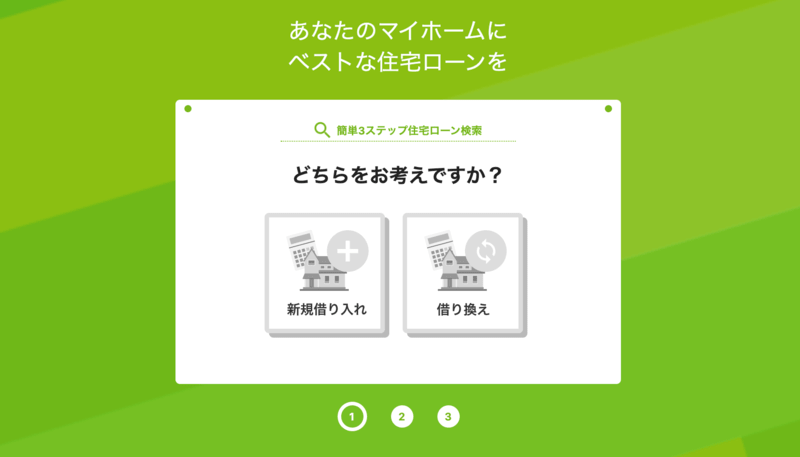 あなたのマイホームに
ベストな住宅ローンを
簡単3ステップ住宅ローン検索
どちらをお考えですか？
新規借り入れ
借り換え
1
2
3